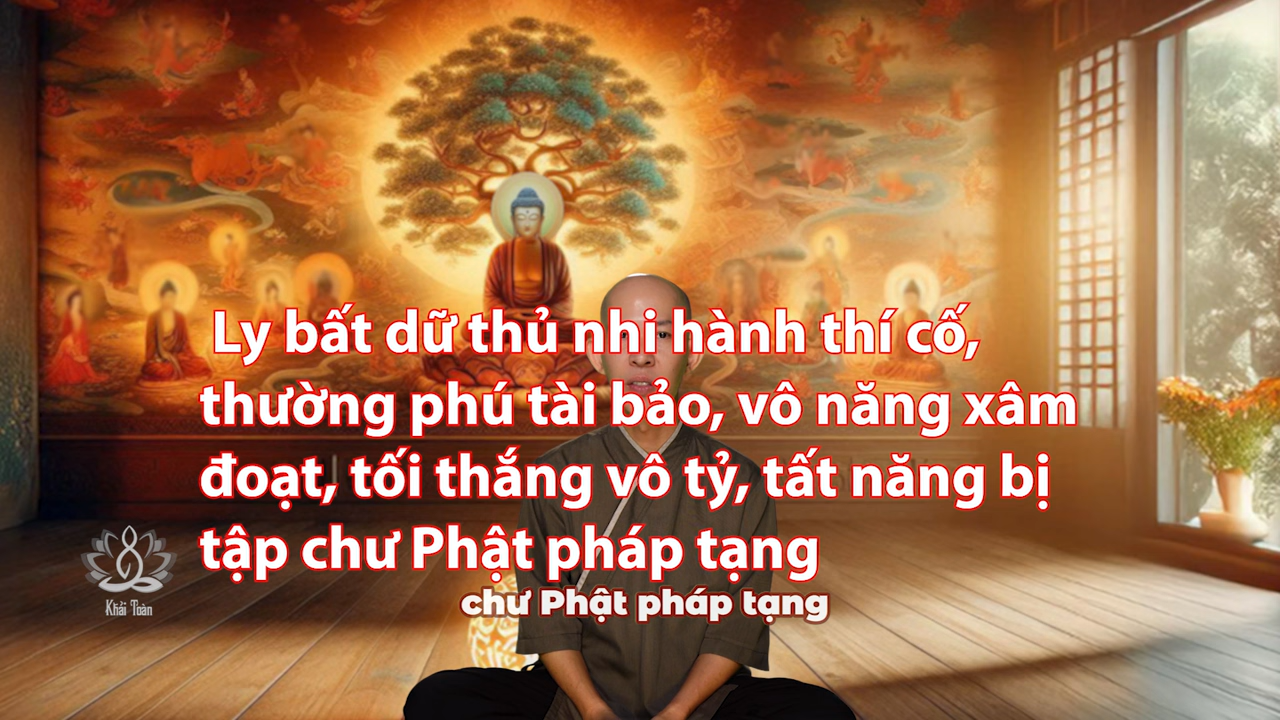 Ly bất dữ thủ nhi hành thí cố,
thường phú tài bảo, vô năng xâm
đoạt, tối thắng vô tỷ, tất năng bị
tập chư Phật pháp tạng
chư Phật pháp tạng
Khải Toàn